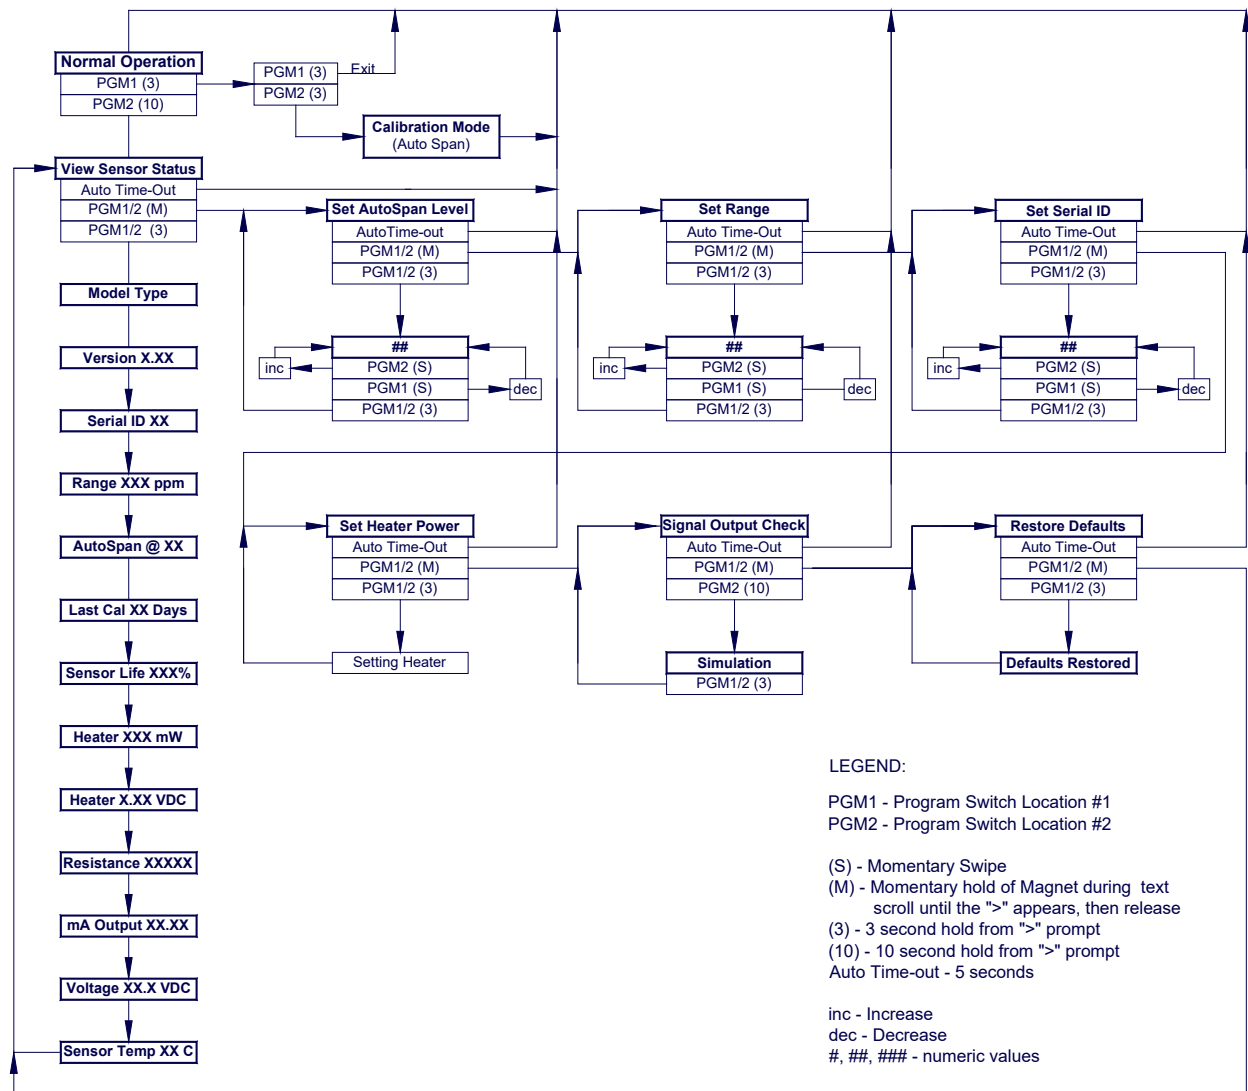 Normal Operation
PGM1 (3)
PGM2 (10)
PGM1 (3)
Exit
PGM2 (3)
Calibration Mode
(Auto Span)
View Sensor Status
Auto Time-Out
PGM1/2 (M)
PGM1/2 (3)
Model Type
Version X.XX
Serial ID XX
Range XXX ppm
AutoSpan @ XX
Last Cal XX Days
Sensor Life XXX%
Heater XXX mW
Heater X.XX VDC
Resistance XXXXX
mA Output XX.XX
Voltage XX.X VDC
Sensor Temp XX C
Set AutoSpan Level
AutoTime-out
PGM1/2 (M)
PGM1/2 (3)
##
PGM2 (S)
PGM1 (S)
PGM1/2 (3)
inc
dec
Set Range
Auto Time-Out
PGM1/2 (M)
PGM1/2 (3)
##
PGM2 (S)
PGM1 (S)
PGM1/2 (3)
inc
dec
Set Serial ID
Auto Time-Out
PGM1/2 (M)
PGM1/2 (3)
##
PGM2 (S)
PGM1 (S)
PGM1/2 (3)
inc
dec
Set Heater Power
Auto Time-Out
PGM1/2 (M)
PGM1/2 (3)
Setting Heater
Signal Output Check
Auto Time-Out
PGM1/2 (M)
PGM2 (10)
Simulation
PGM1/2 (3)
Restore Defaults
Auto Time-Out
PGM1/2 (M)
PGM1/2 (3)
Defaults Restored
LEGEND:
PGM1 - Program Switch Location #1
PGM2 - Program Switch Location #2
(S) - Momentary Swipe
(M) - Momentary hold of Magnet during text
scroll until the ">" appears, then release
(3) - 3 second hold from ">" prompt
(10) - 10 second hold from ">" prompt
Auto Time-out - 5 seconds
inc - Increase
dec - Decrease
#, ##, ### - numeric values